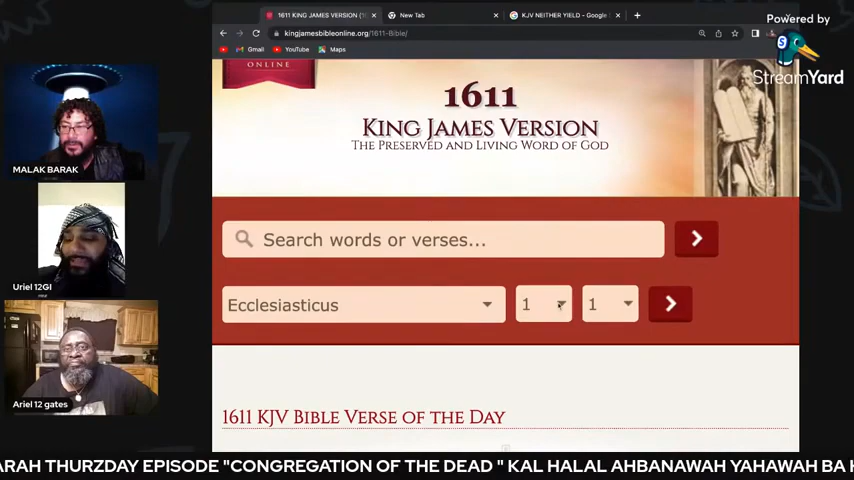 1611 KING JAMES VERSION (1
New Tab
KJV NEITHER YIELD - Google
kingjamesbibleonline.org/1611-Bible/
Gmail
YouTube
Maps
Powered by
StreamYard
ONLINE
1611
KING JAMES VERSION
THE PRESERVED AND LIVING WORD OF GOD
Search words or verses...
Ecclesiasticus
1
1
1611 KJV BIBLE VERSE OF THE DAY
MALAK BARAK
Uriel 12GI
Ariel 12 gates
ARAH THURZDAY EPISODE "CONGREGATION OF THE DEAD " KAL HALAL AHBANAWAH YAHAWAH BA H